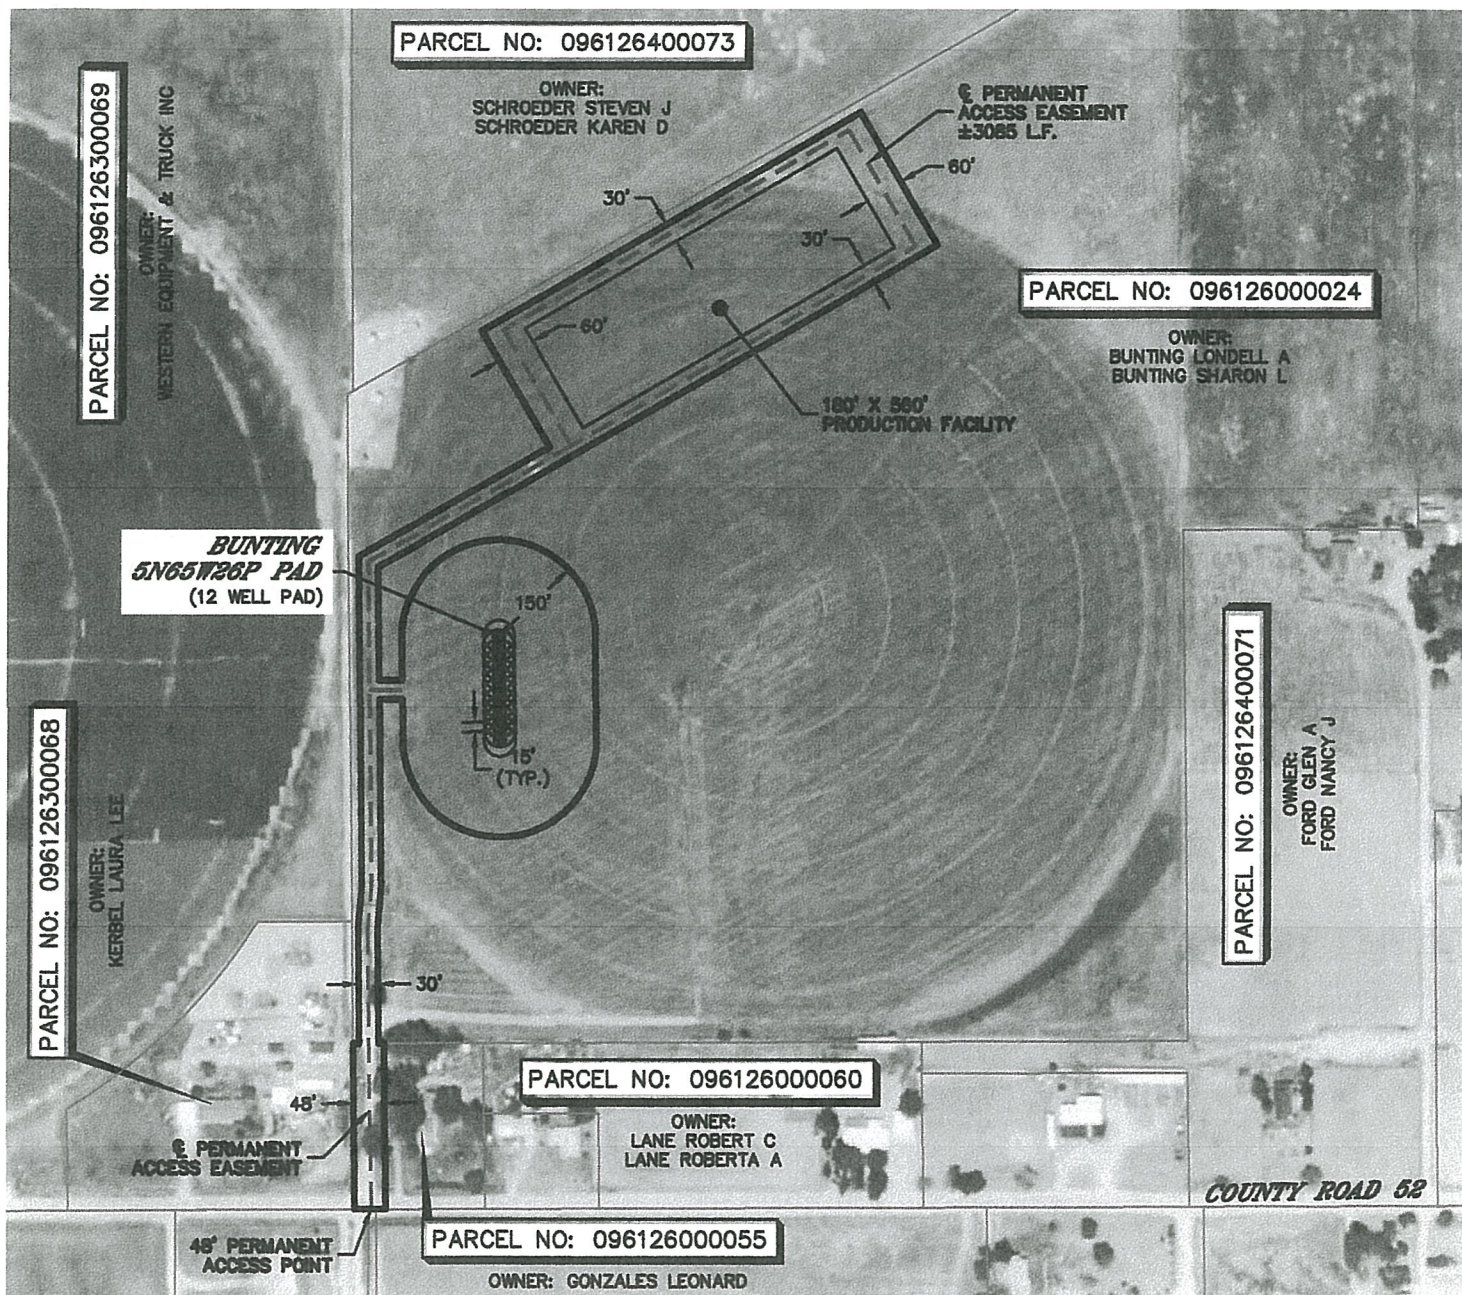 PARCEL NO: 096126400073
OWNER:
SCHROEDER STEVEN J
SCHROEDER KAREN D
PARCEL NO: 096126300069
OWNER:
WESTERN EQUIPMENT & TRUCK INC
℄ PERMANENT
ACCESS EASEMENT
±3085 L.F.
60'
30'
30'
60'
PARCEL NO: 096126000024
OWNER:
BUNTING LONDELL A
BUNTING SHARON L
180' X 560'
PRODUCTION FACILITY
BUNTING
5N65W26P PAD
(12 WELL PAD)
150'
15'
(TYP.)
PARCEL NO: 096126400071
OWNER:
FORD GLEN A
FORD NANCY J
PARCEL NO: 096126300068
OWNER:
KERBEL LAURA LEE
30'
48'
℄ PERMANENT
ACCESS EASEMENT
PARCEL NO: 096126000060
OWNER:
LANE ROBERT C
LANE ROBERTA A
COUNTY ROAD 52
48' PERMANENT
ACCESS POINT
PARCEL NO: 096126000055
OWNER: GONZALES LEONARD